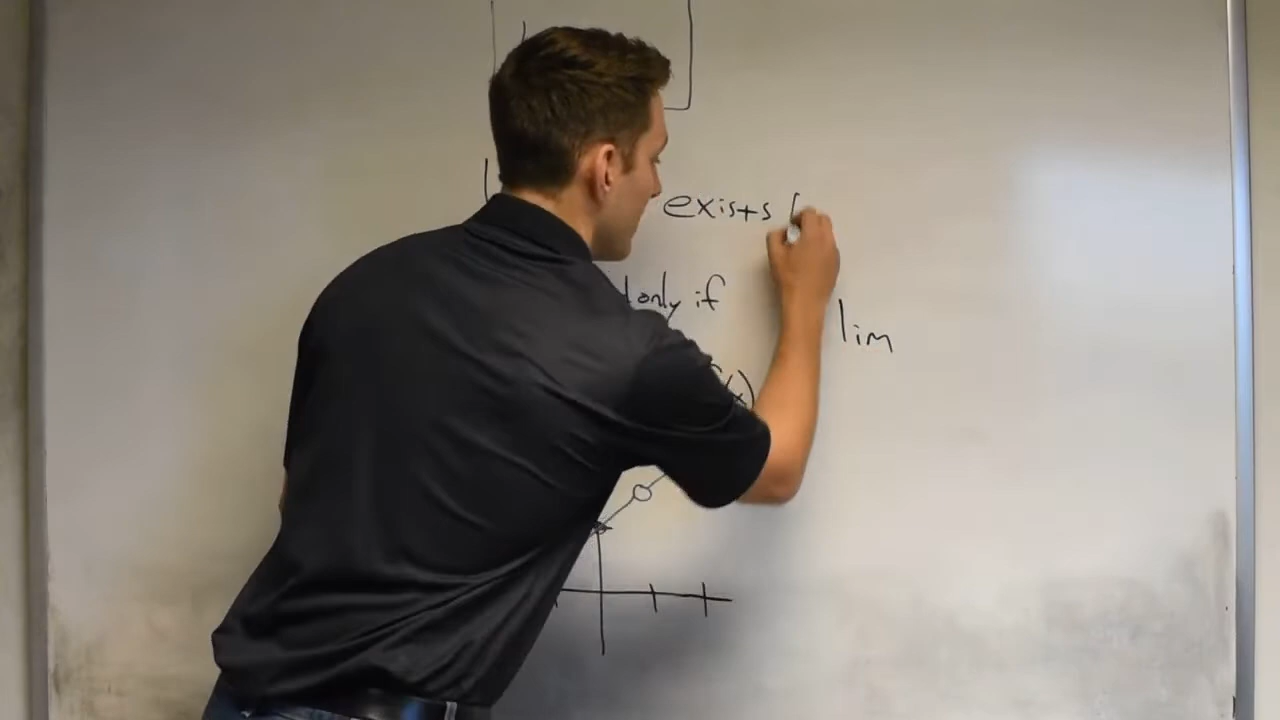 exists
only if
lim
(x)